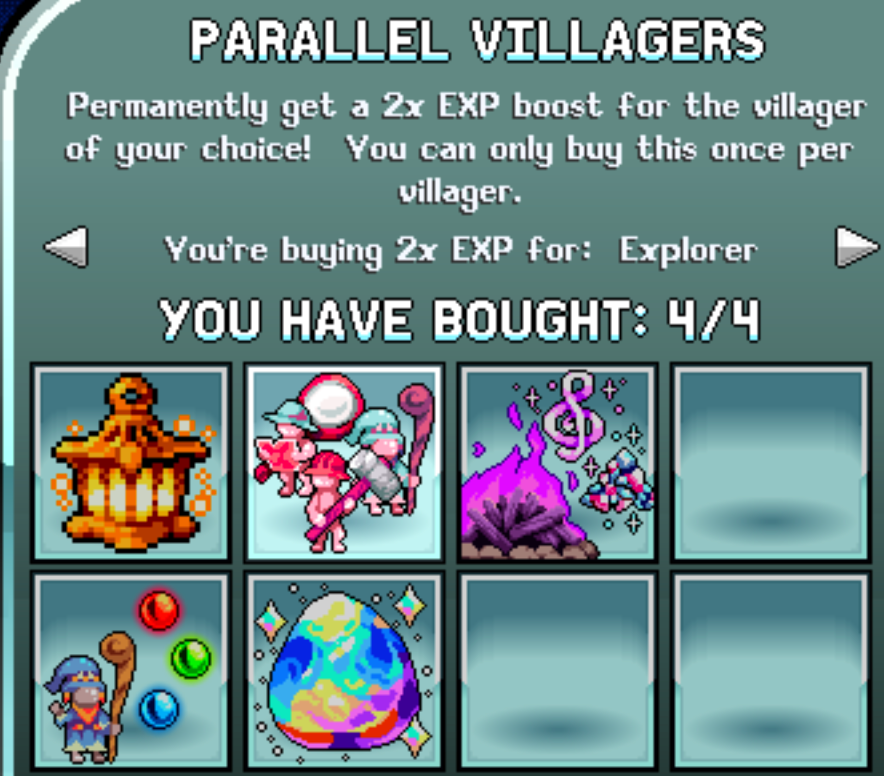 PARALLEL VILLAGERS
Permanently get a 2x EXP boost for the villager
of your choice! You can only buy this once per
villager.
You're buying 2x EXP for: Explorer
YOU HAVE BOUGHT: 4/4